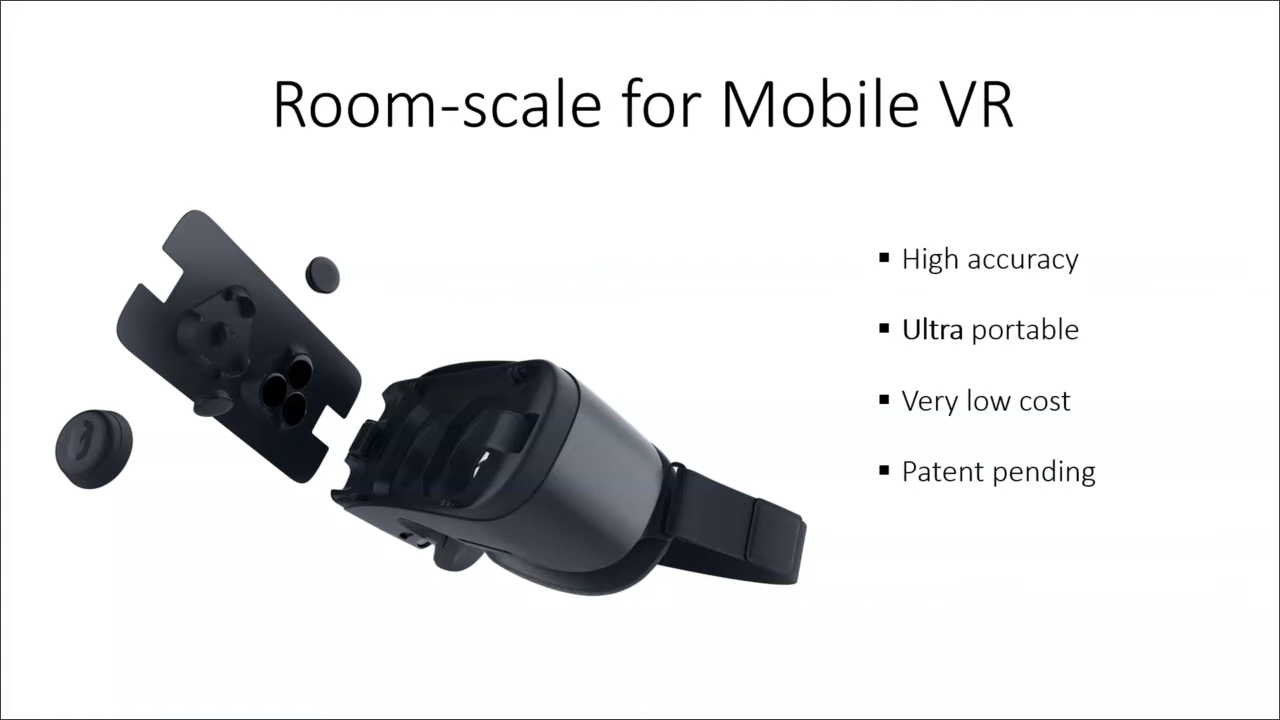 Room-scale for Mobile VR
▪ High accuracy
▪ Ultra portable
▪ Very low cost
▪ Patent pending